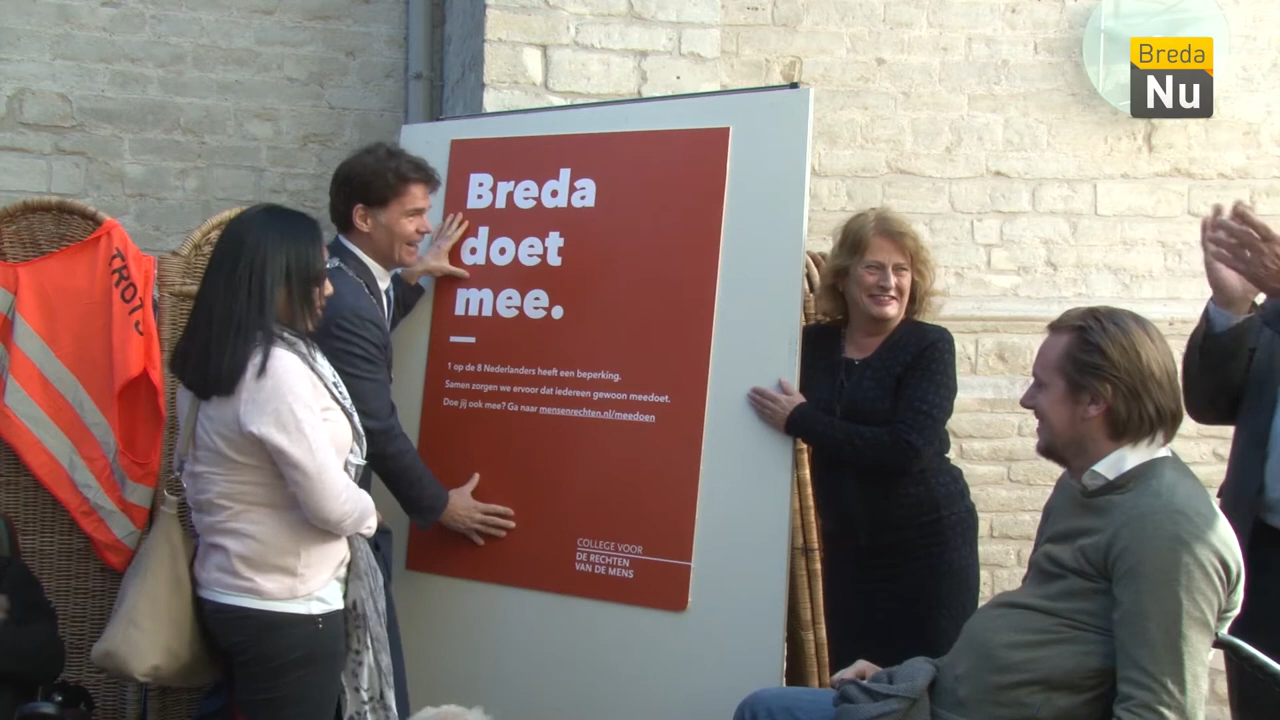 Breda
Nu
TROTS
Breda
doet
mee.
1 op de 8 Nederlanders heeft een beperking.
Samen zorgen we ervoor dat iedereen gewoon meedoet.
Doe jij ook mee? Ga naar mensenrechten.nl/meedoen
COLLEGE VOOR
DE RECHTEN
VAN DE MENS